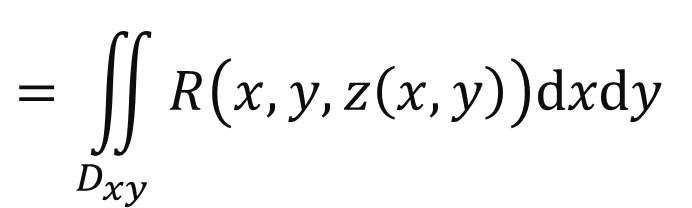 = ∬_{D_{xy}} R(x, y, z(x, y))dxdy